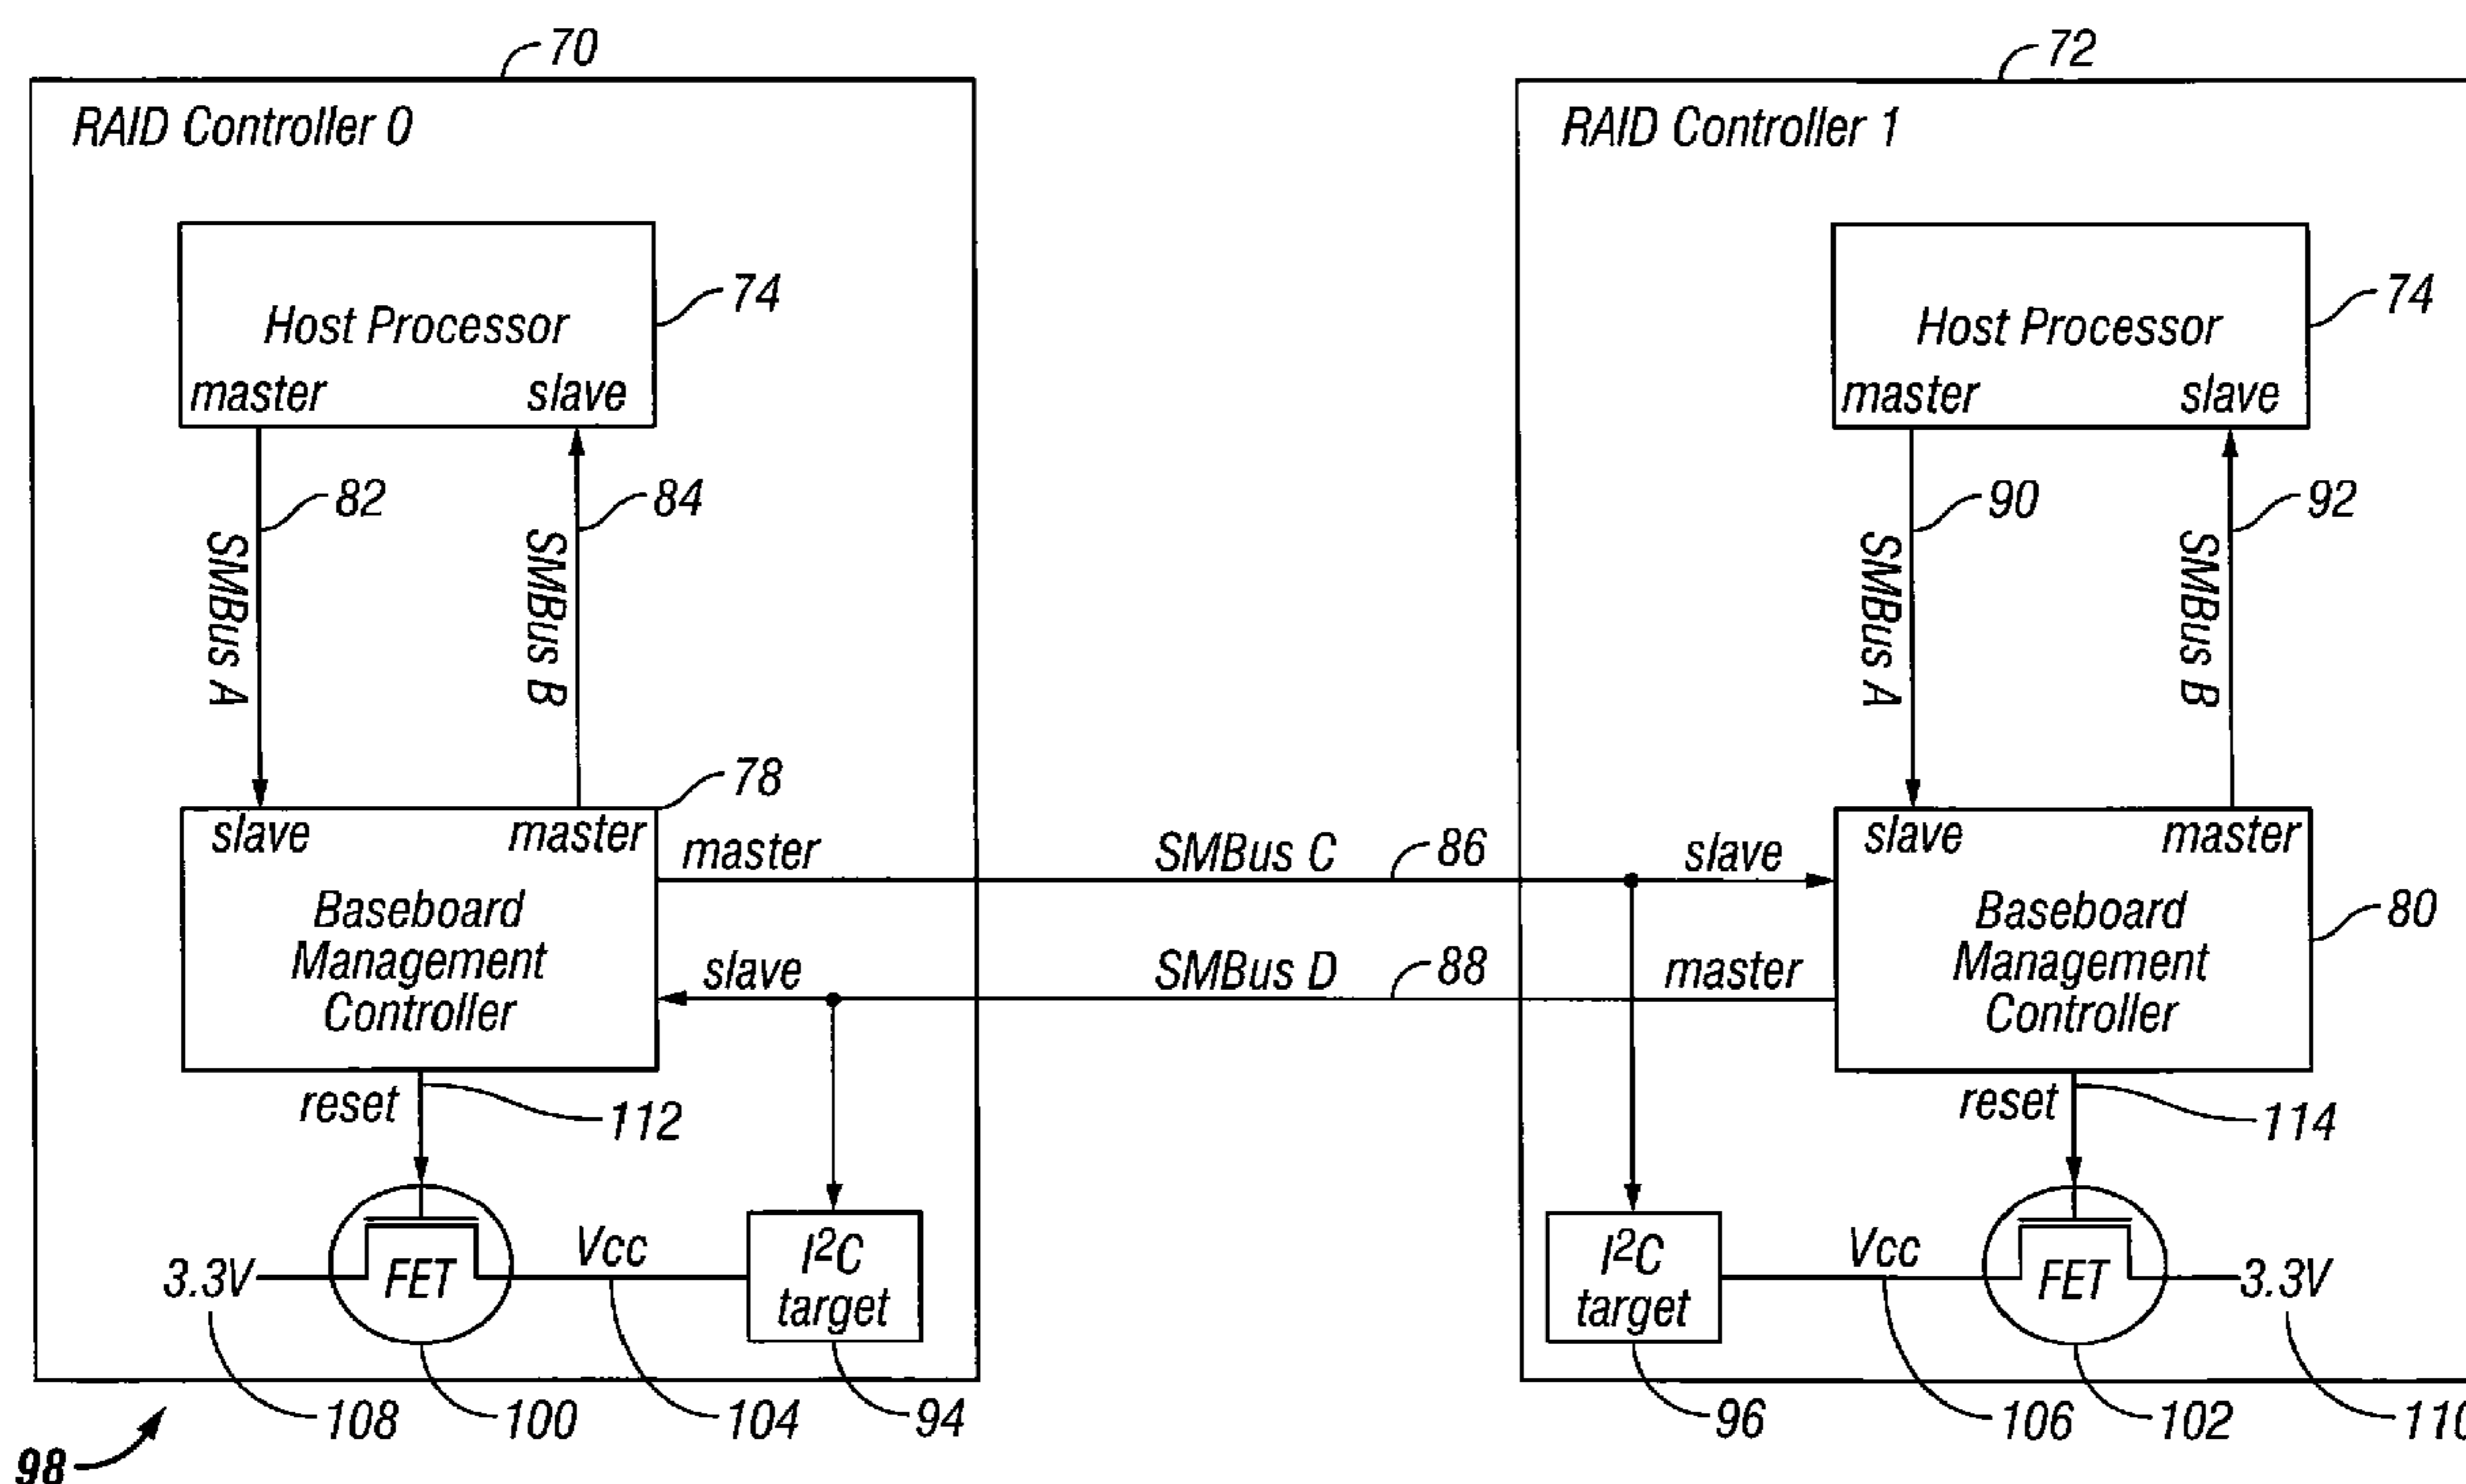 70
RAID Controller 0
Host Processor
master
slave
74
82
84
SMBus A
SMBus B
78
slave
master
Baseboard
Management
Controller
master
SMBus C
86
slave
slave
SMBus D
88
master
reset
112
3.3V
FET
Vcc
I²C
target
108
100
104
94
98
72
RAID Controller 1
Host Processor
master
slave
74
90
92
SMBus A
SMBus B
slave
master
Baseboard
Management
Controller
80
reset
114
I²C
target
Vcc
FET
3.3V
96
106
102
110